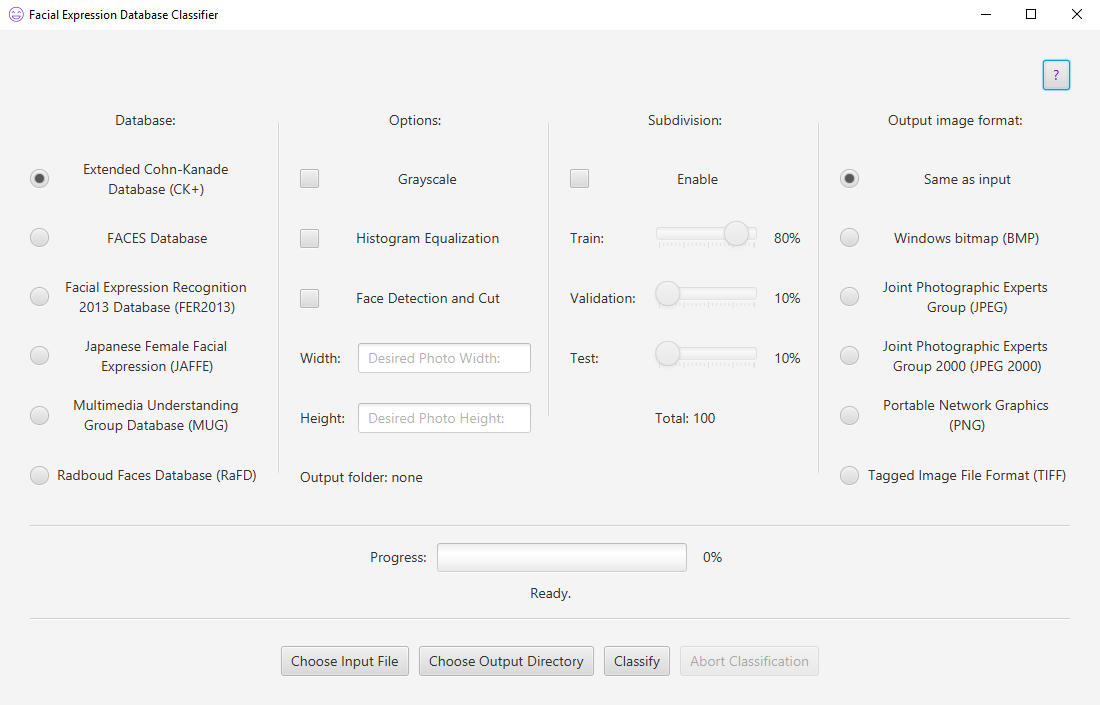 Facial Expression Database Classifier
?
Database:
Extended Cohn-Kanade
Database (CK+)
FACES Database
Facial Expression Recognition
2013 Database (FER2013)
Japanese Female Facial
Expression (JAFFE)
Multimedia Understanding
Group Database (MUG)
Radboud Faces Database (RaFD)
Options:
Grayscale
Histogram Equalization
Face Detection and Cut
Width: Desired Photo Width:
Height: Desired Photo Height:
Output folder: none
Subdivision:
Enable
Train: 80%
Validation: 10%
Test: 10%
Total: 100
Output image format:
Same as input
Windows bitmap (BMP)
Joint Photographic Experts
Group (JPEG)
Joint Photographic Experts
Group 2000 (JPEG 2000)
Portable Network Graphics
(PNG)
Tagged Image File Format (TIFF)
Progress: 0%
Ready.
Choose Input File Choose Output Directory Classify Abort Classification